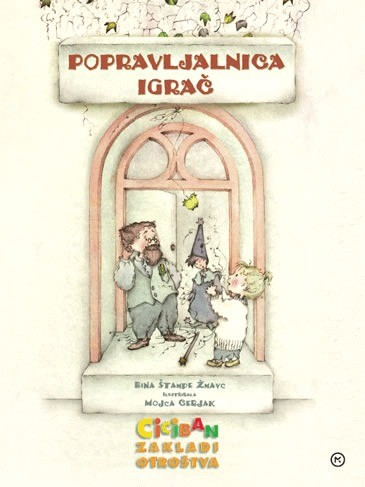 POPRAVLJALNICA
IGRAČ
BINA ŠTAMPE ŽMAVC
ILUSTRIRALA
MOJCA CERJAK
CICIBAN
ZAKLADI
OTROŠTVA
M